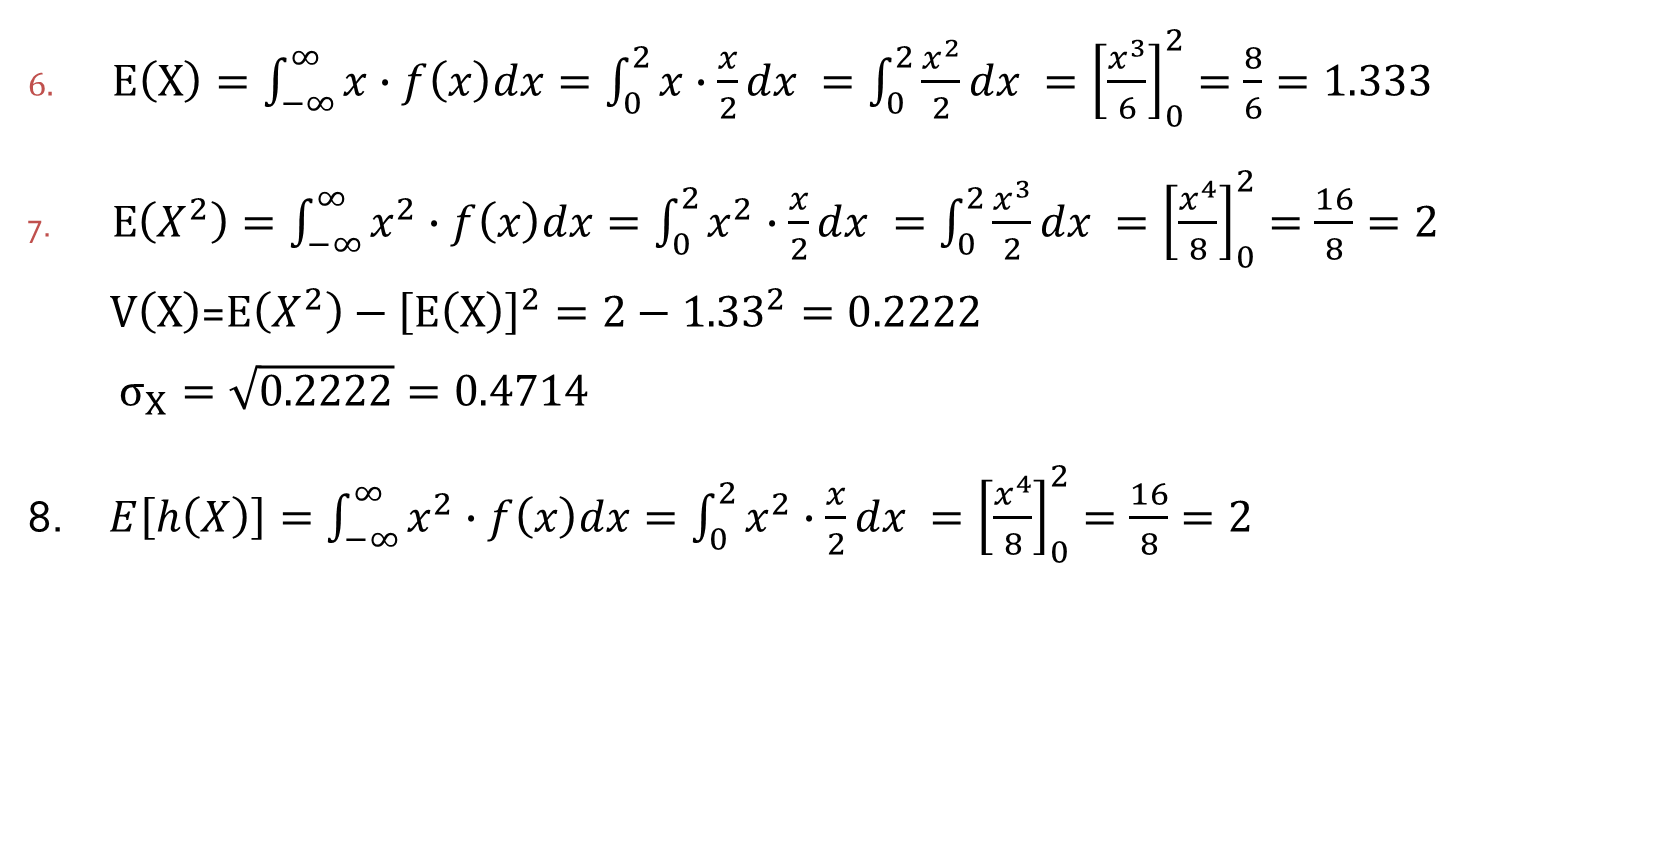 6. E(X) = ∫_{−∞}^{∞} x · f(x)dx = ∫_0^2 x · x/2 dx = ∫_0^2 x²/2 dx = [x³/6]_0^2 = 8/6 = 1.333
7. E(X²) = ∫_{−∞}^{∞} x² · f(x)dx = ∫_0^2 x² · x/2 dx = ∫_0^2 x³/2 dx = [x⁴/8]_0^2 = 16/8 = 2
V(X)=E(X²) − [E(X)]² = 2 − 1.33² = 0.2222
σ_X = √0.2222 = 0.4714
8. E[h(X)] = ∫_{−∞}^{∞} x² · f(x)dx = ∫_0^2 x² · x/2 dx = [x⁴/8]_0^2 = 16/8 = 2